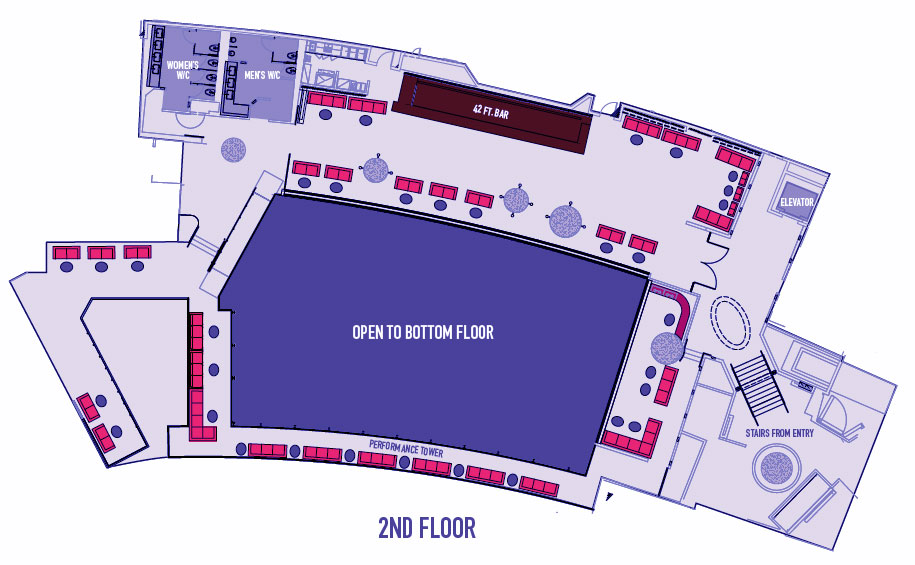 WOMEN'S
W/C
MEN'S W/C
42 FT. BAR
ELEVATOR
OPEN TO BOTTOM FLOOR
STAIRS FROM ENTRY
PERFORMANCE TOWER
2ND FLOOR